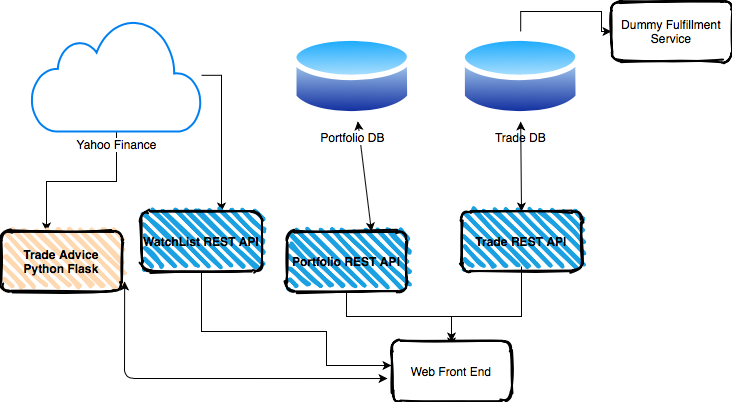 Dummy Fulfillment
Service
Yahoo Finance
Portfolio DB
Trade DB
Trade Advice
Python Flask
WatchList REST API
Portfolio REST API
Trade REST API
Web Front End